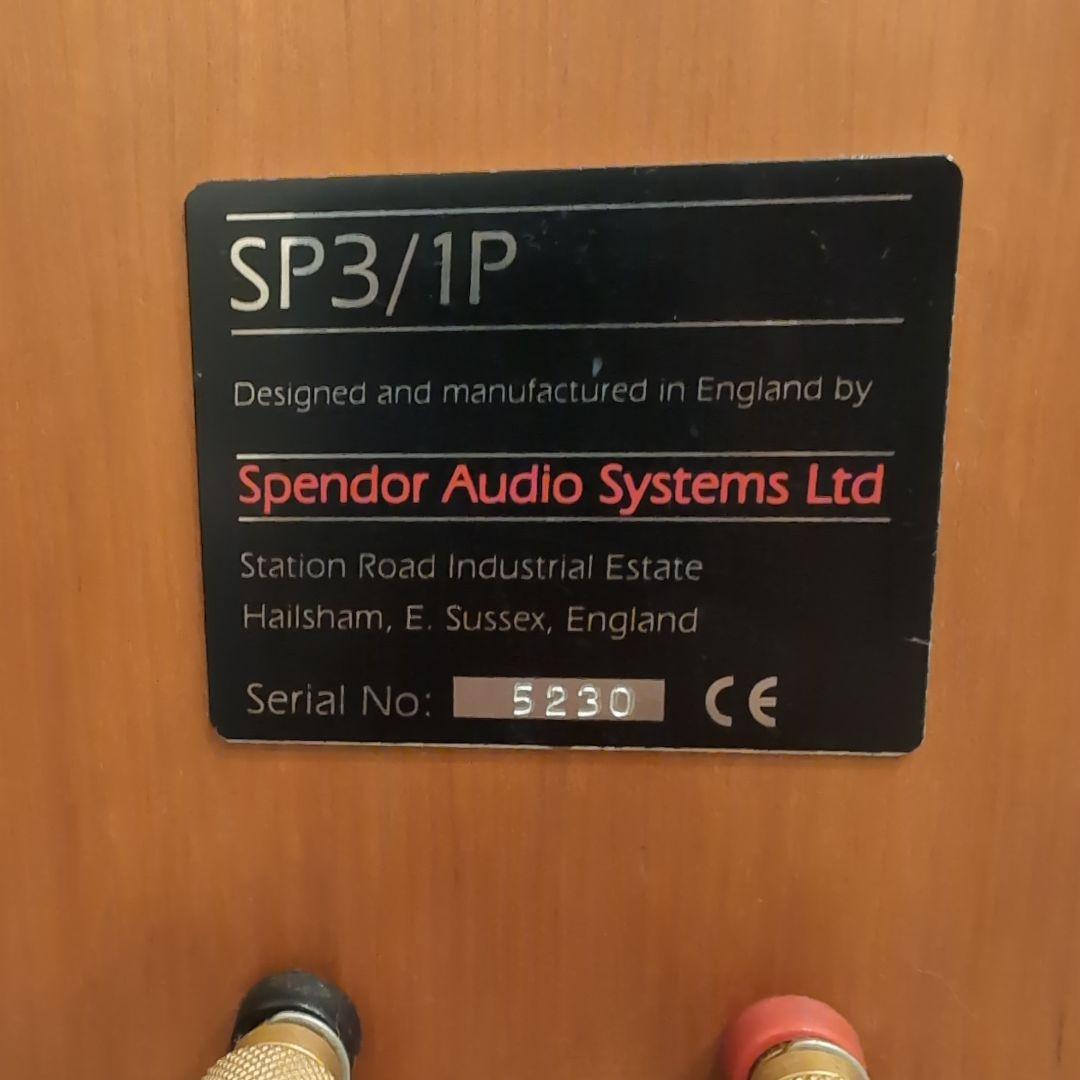 SP3/1P
Designed and manufactured in England by
Spendor Audio Systems Ltd
Station Road Industrial Estate
Hailsham, E. Sussex, England
Serial No: 5230 CE